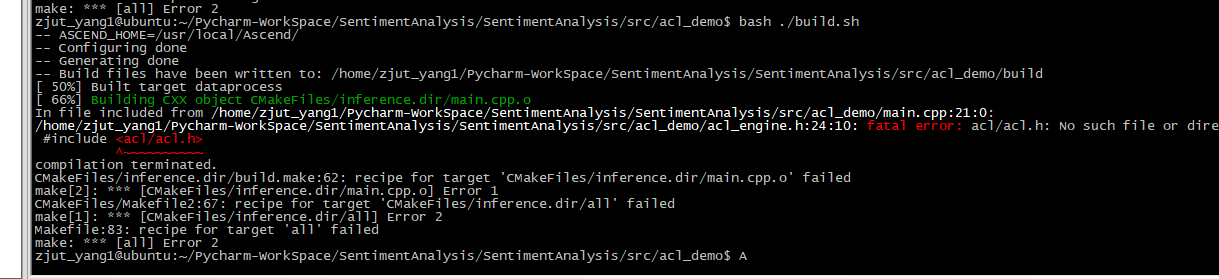 make: *** [all] Error 2
zjut_yang1@ubuntu:~/Pycharm-WorkSpace/SentimentAnalysis/SentimentAnalysis/src/acl_demo$ bash ./build.sh
-- ASCEND_HOME=/usr/local/Ascend/
-- Configuring done
-- Generating done
-- Build files have been written to: /home/zjut_yang1/Pycharm-WorkSpace/SentimentAnalysis/SentimentAnalysis/src/acl_demo/build
[ 50%] Built target dataprocess
[ 66%] Building CXX object CMakeFiles/inference.dir/main.cpp.o
In file included from /home/zjut_yang1/Pycharm-WorkSpace/SentimentAnalysis/SentimentAnalysis/src/acl_demo/main.cpp:21:0:
/home/zjut_yang1/Pycharm-WorkSpace/SentimentAnalysis/SentimentAnalysis/src/acl_demo/acl_engine.h:24:10: fatal error: acl/acl.h: No such file or dire
#include <acl/acl.h>
^~~~~~~~~~~
compilation terminated.
CMakeFiles/inference.dir/build.make:62: recipe for target 'CMakeFiles/inference.dir/main.cpp.o' failed
make[2]: *** [CMakeFiles/inference.dir/main.cpp.o] Error 1
CMakeFiles/Makefile2:67: recipe for target 'CMakeFiles/inference.dir/all' failed
make[1]: *** [CMakeFiles/inference.dir/all] Error 2
Makefile:83: recipe for target 'all' failed
make: *** [all] Error 2
zjut_yang1@ubuntu:~/Pycharm-WorkSpace/SentimentAnalysis/SentimentAnalysis/src/acl_demo$ A